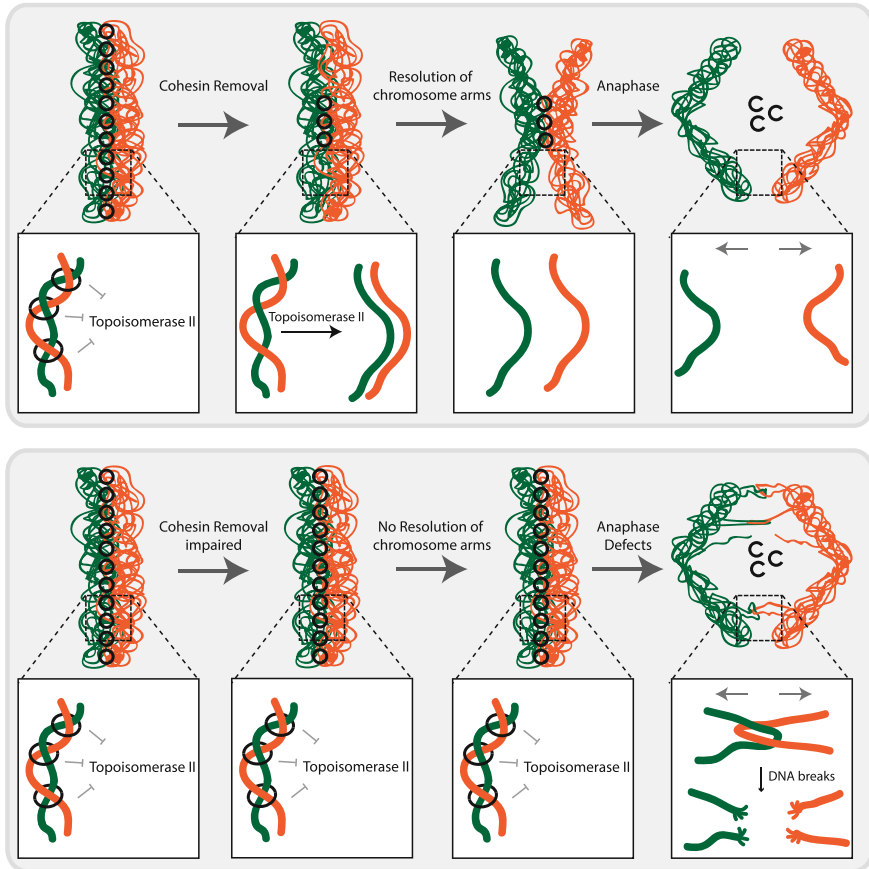 Cohesin Removal
Resolution of
chromosome arms
Anaphase
Topoisomerase II
Topoisomerase II
Cohesin Removal
impaired
No Resolution of
chromosome arms
Anaphase
Defects
Topoisomerase II
Topoisomerase II
Topoisomerase II
DNA breaks